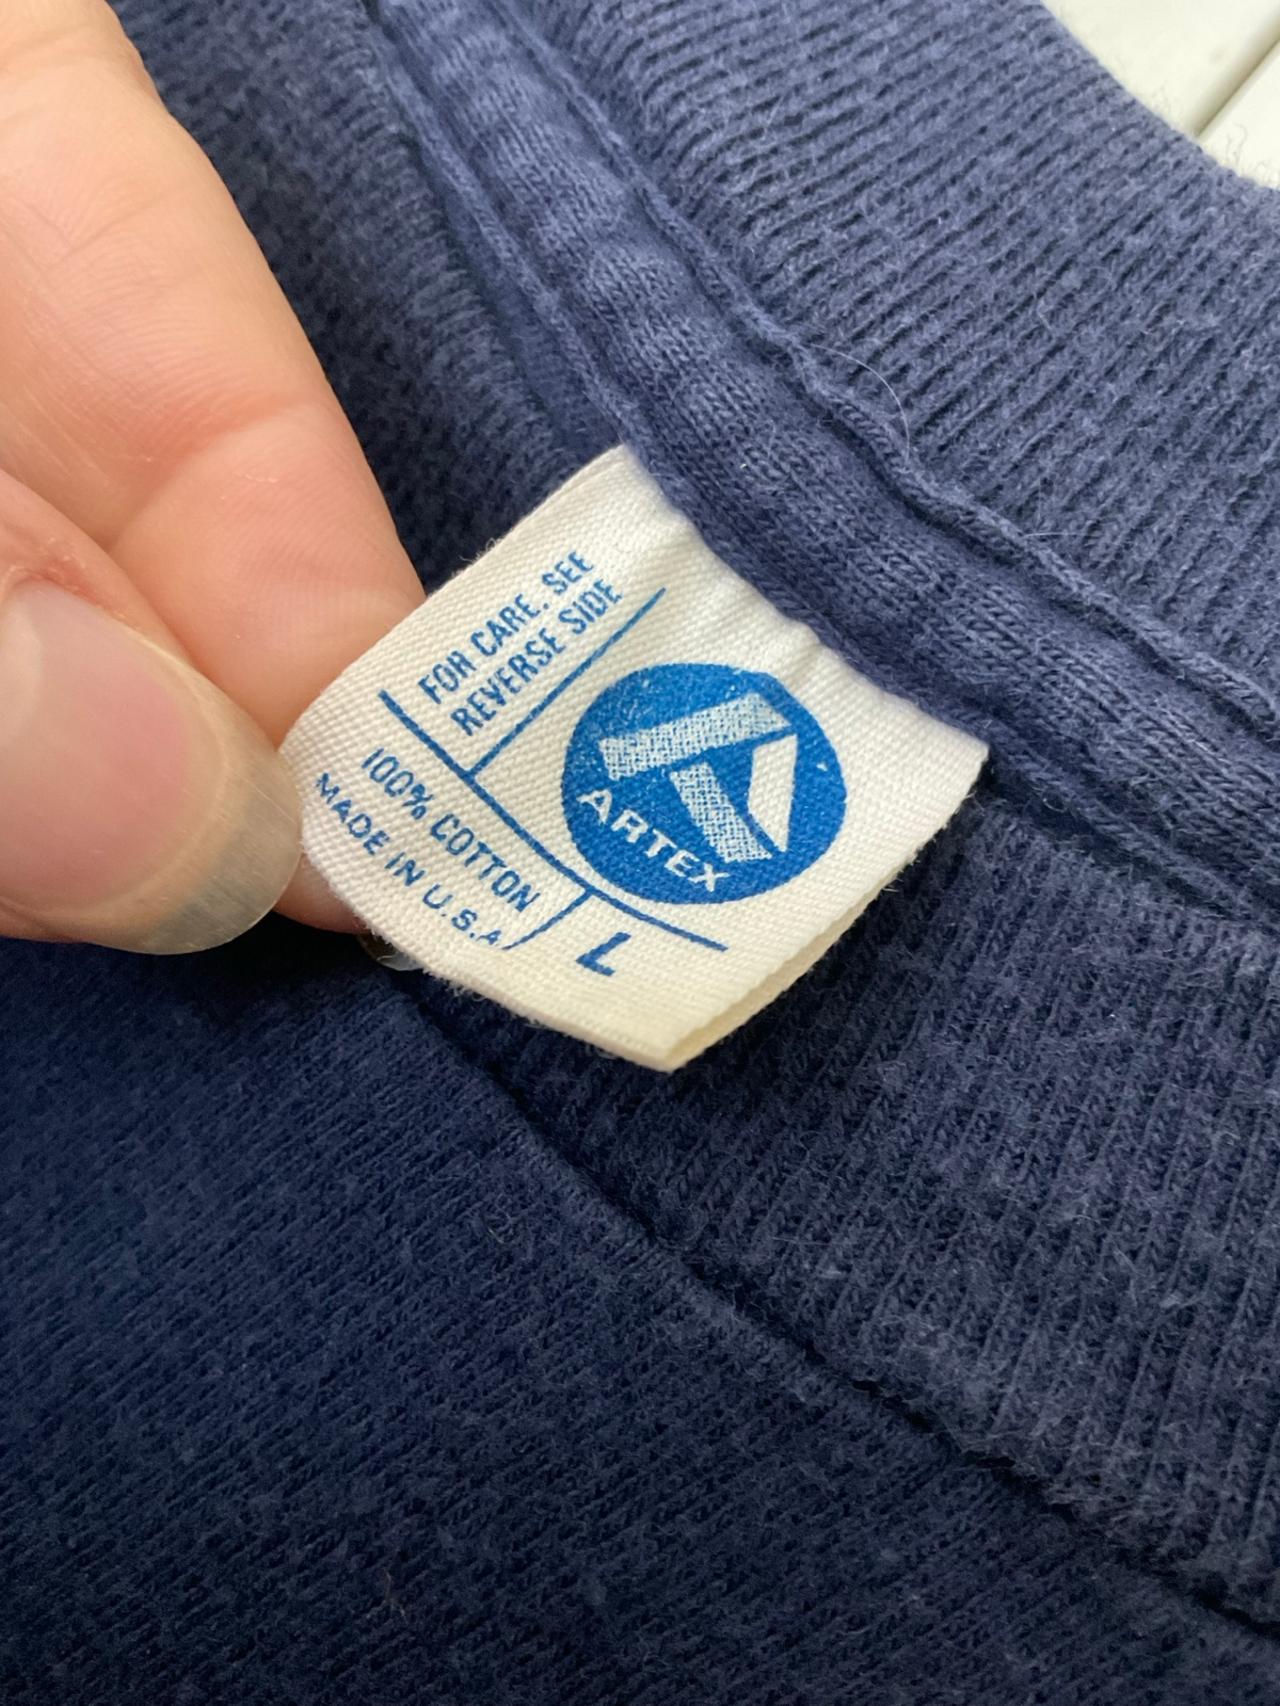 FOR CARE. SEE
REVERSE SIDE
ARTEX
100% COTTON
MADE IN U.S.A.
L